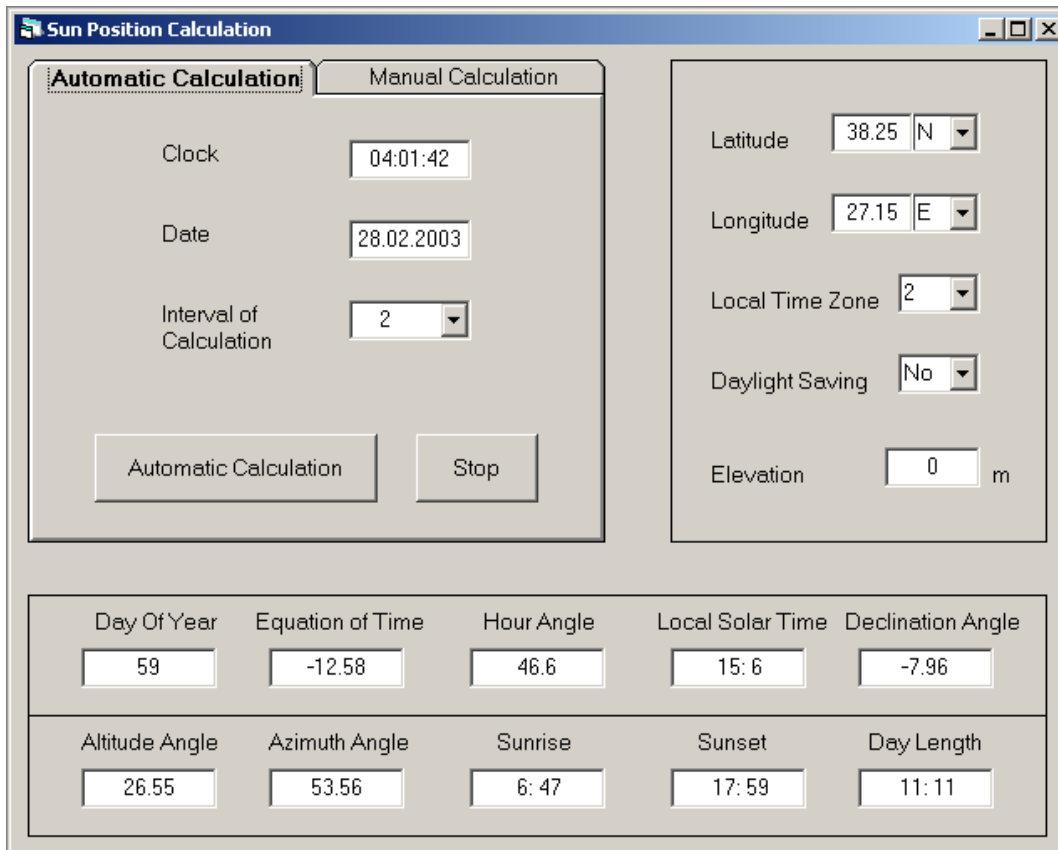 Sun Position Calculation
Automatic Calculation
Manual Calculation
Clock
04:01:42
Date
28.02.2003
Interval of
Calculation
2
Automatic Calculation
Stop
Latitude
38.25
N
Longitude
27.15
E
Local Time Zone
2
Daylight Saving
No
Elevation
0
m
Day Of Year
Equation of Time
Hour Angle
Local Solar Time
Declination Angle
59
-12.58
46.6
15: 6
-7.96
Altitude Angle
Azimuth Angle
Sunrise
Sunset
Day Length
26.55
53.56
6: 47
17: 59
11: 11